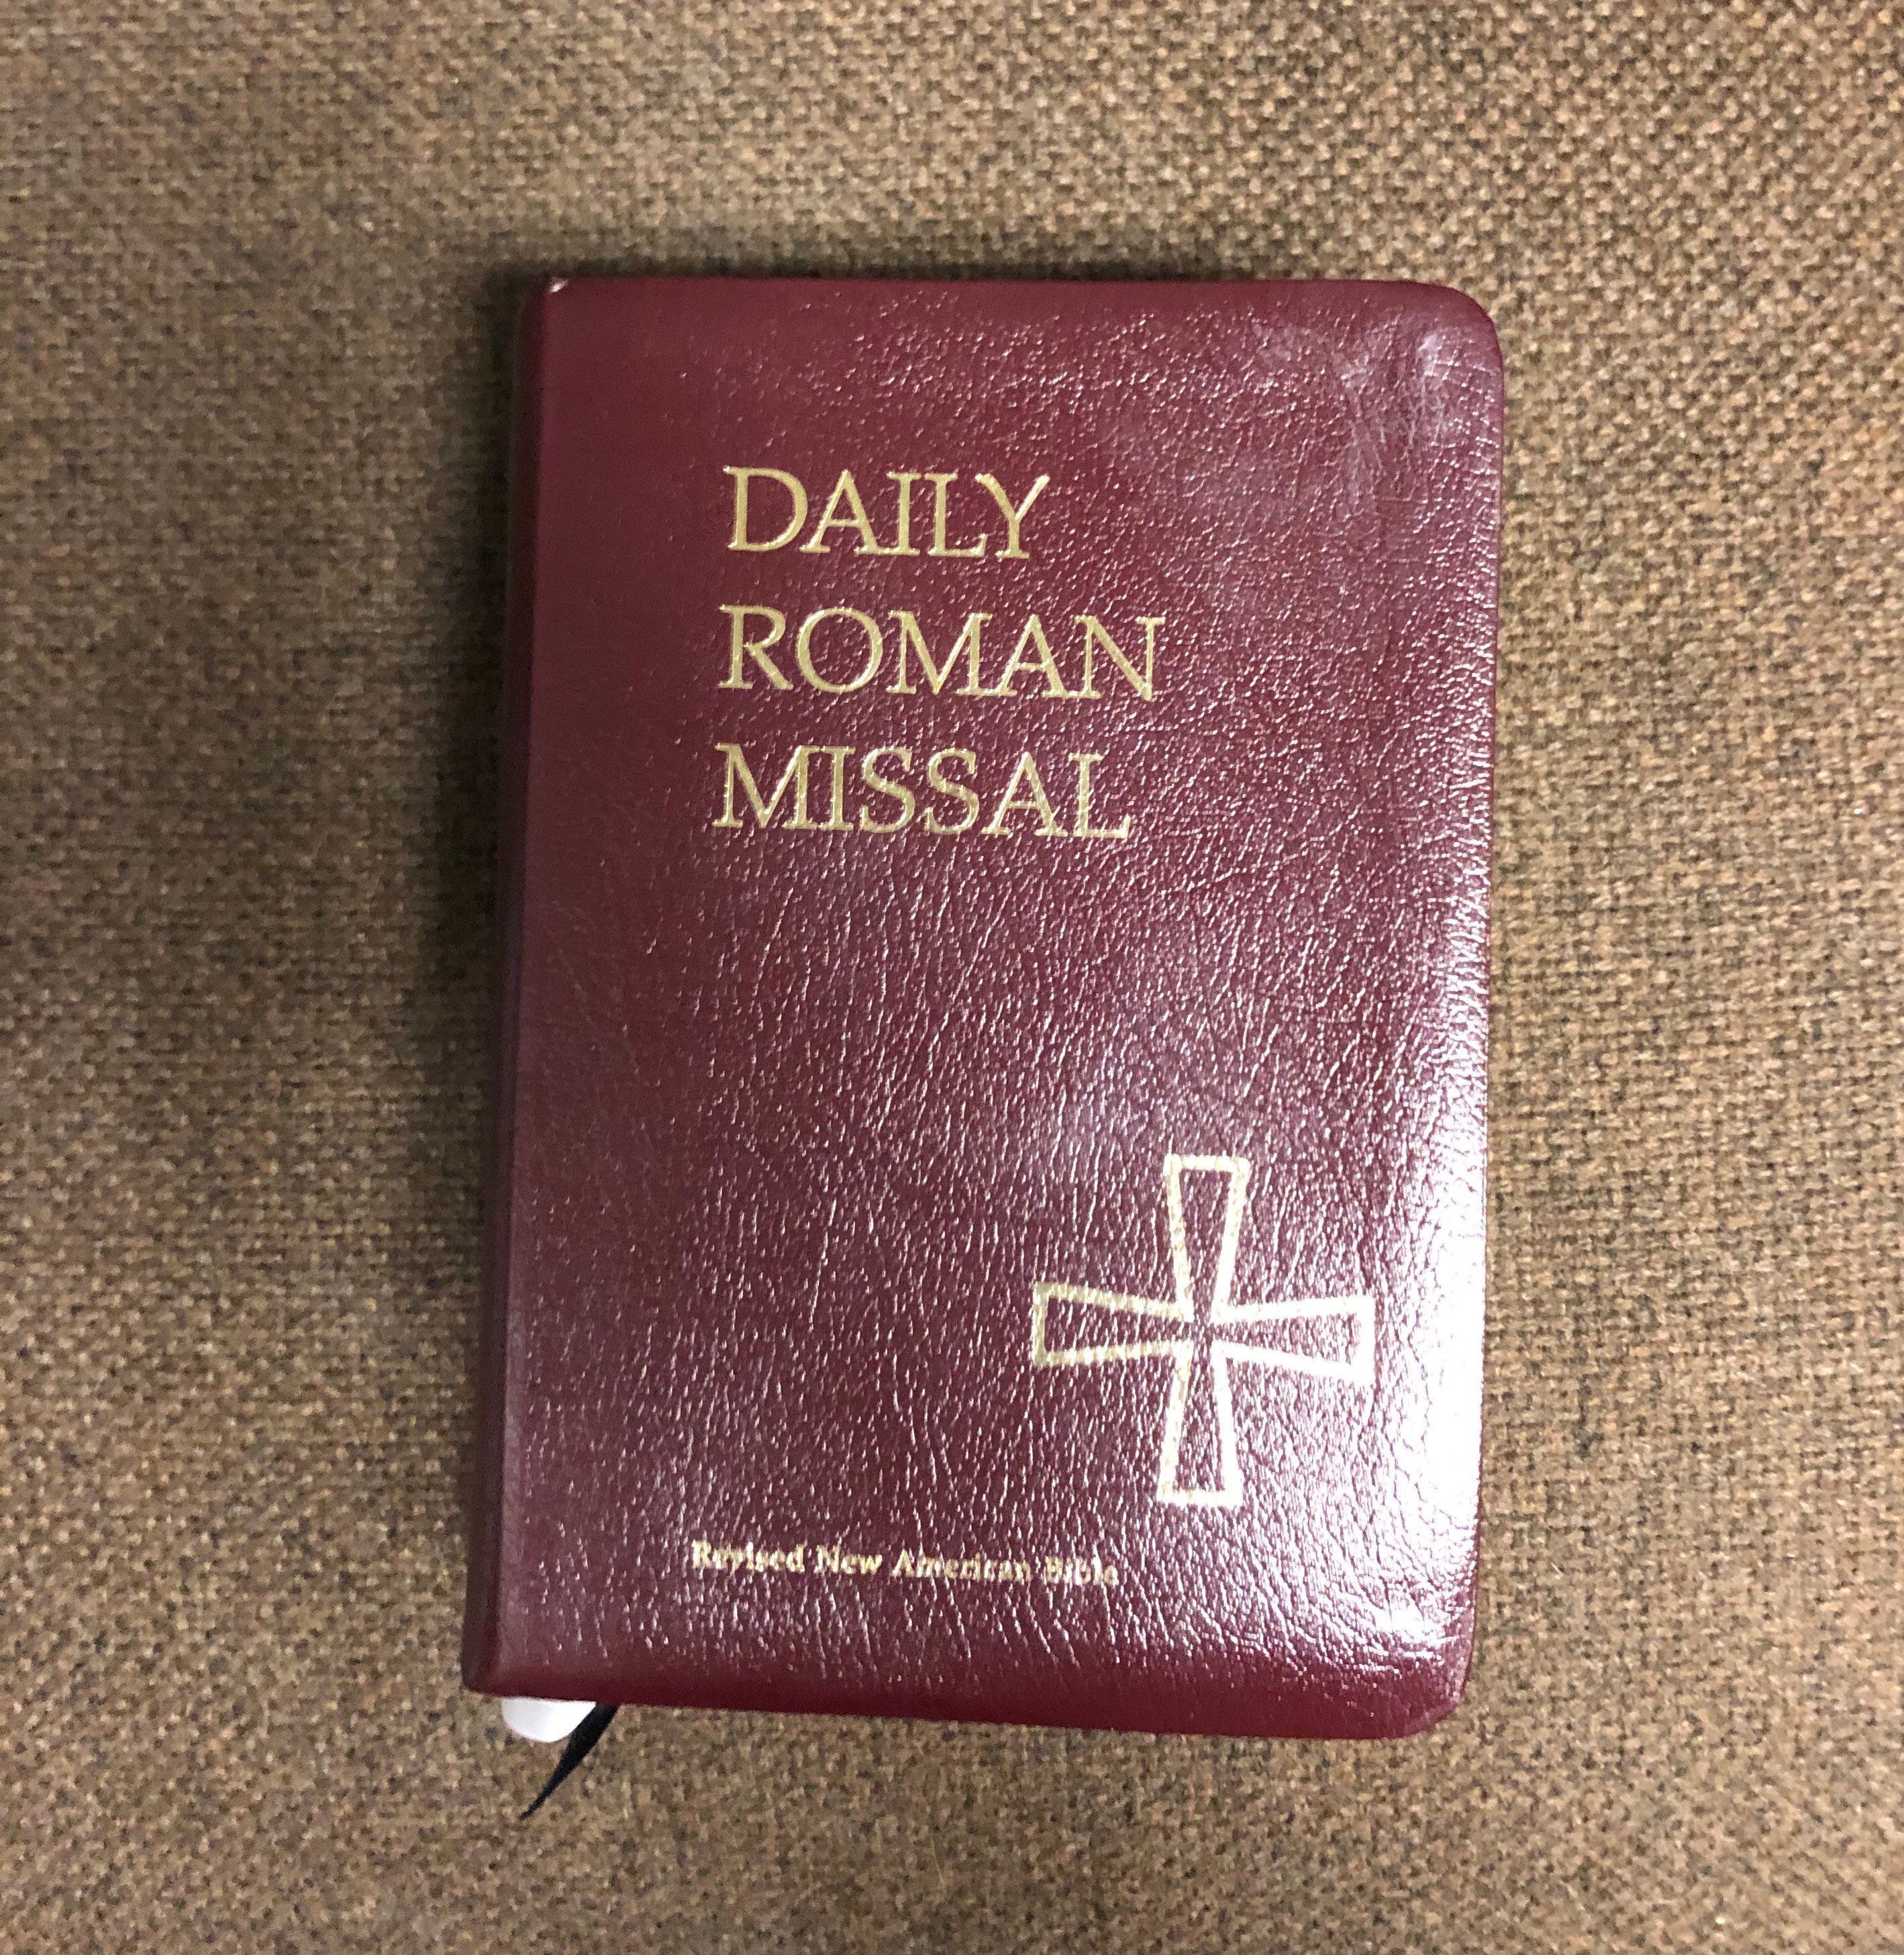 DAILY
ROMAN
MISSAL
Revised New American Bible